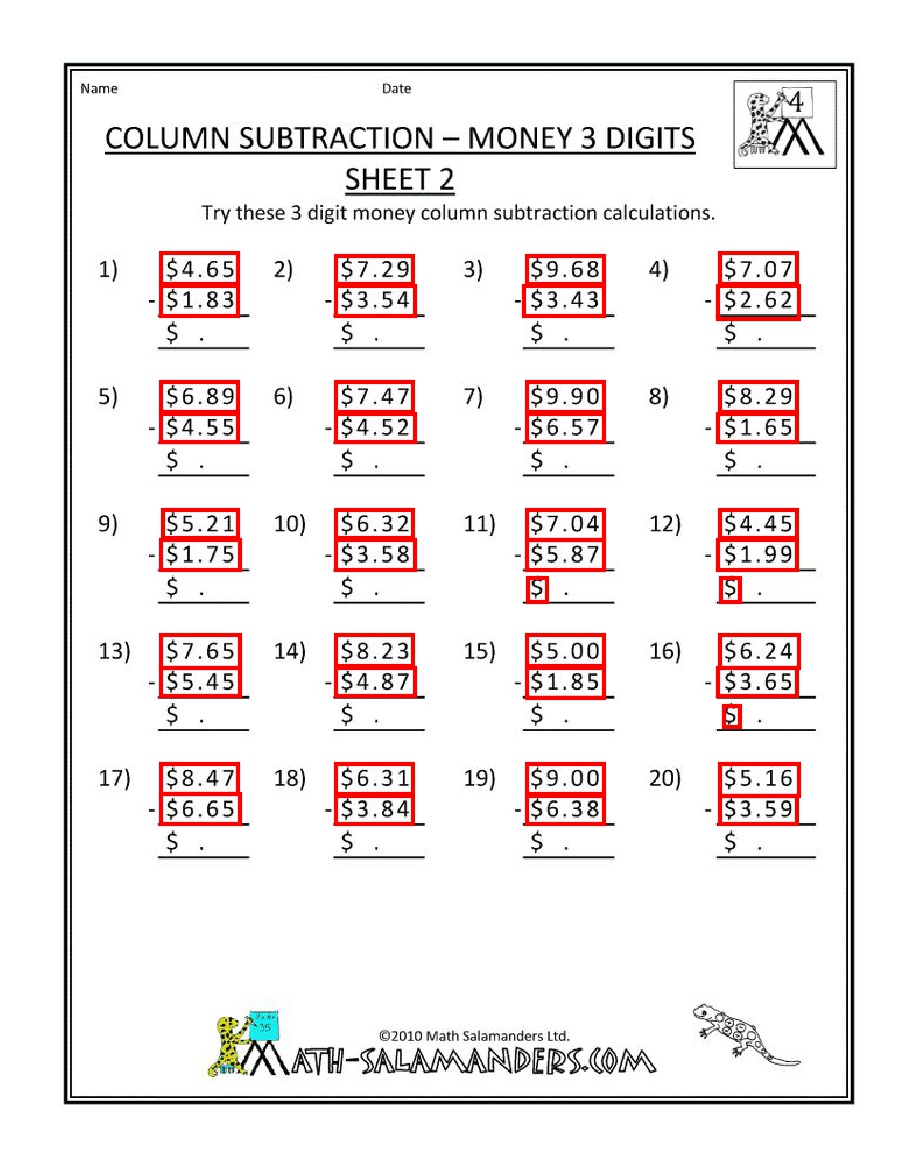 Name Date
4
COLUMN SUBTRACTION – MONEY 3 DIGITS
SHEET 2
Try these 3 digit money column subtraction calculations.
1) $4.65 2) $7.29 3) $9.68 4) $7.07
- $1.83 - $3.54 - $3.43 - $2.62
$ . $ . $ . $ .
5) $6.89 6) $7.47 7) $9.90 8) $8.29
- $4.55 - $4.52 - $6.57 - $1.65
$ . $ . $ . $ .
9) $5.21 10) $6.32 11) $7.04 12) $4.45
- $1.75 - $3.58 - $5.87 - $1.99
$ . $ . $ . $ .
13) $7.65 14) $8.23 15) $5.00 16) $6.24
- $5.45 - $4.87 - $1.85 - $3.65
$ . $ . $ . $ .
17) $8.47 18) $6.31 19) $9.00 20) $5.16
- $6.65 - $3.84 - $6.38 - $3.59
$ . $ . $ . $ .
©2010 Math Salamanders Ltd.
MATH-SALAMANDERS.COM